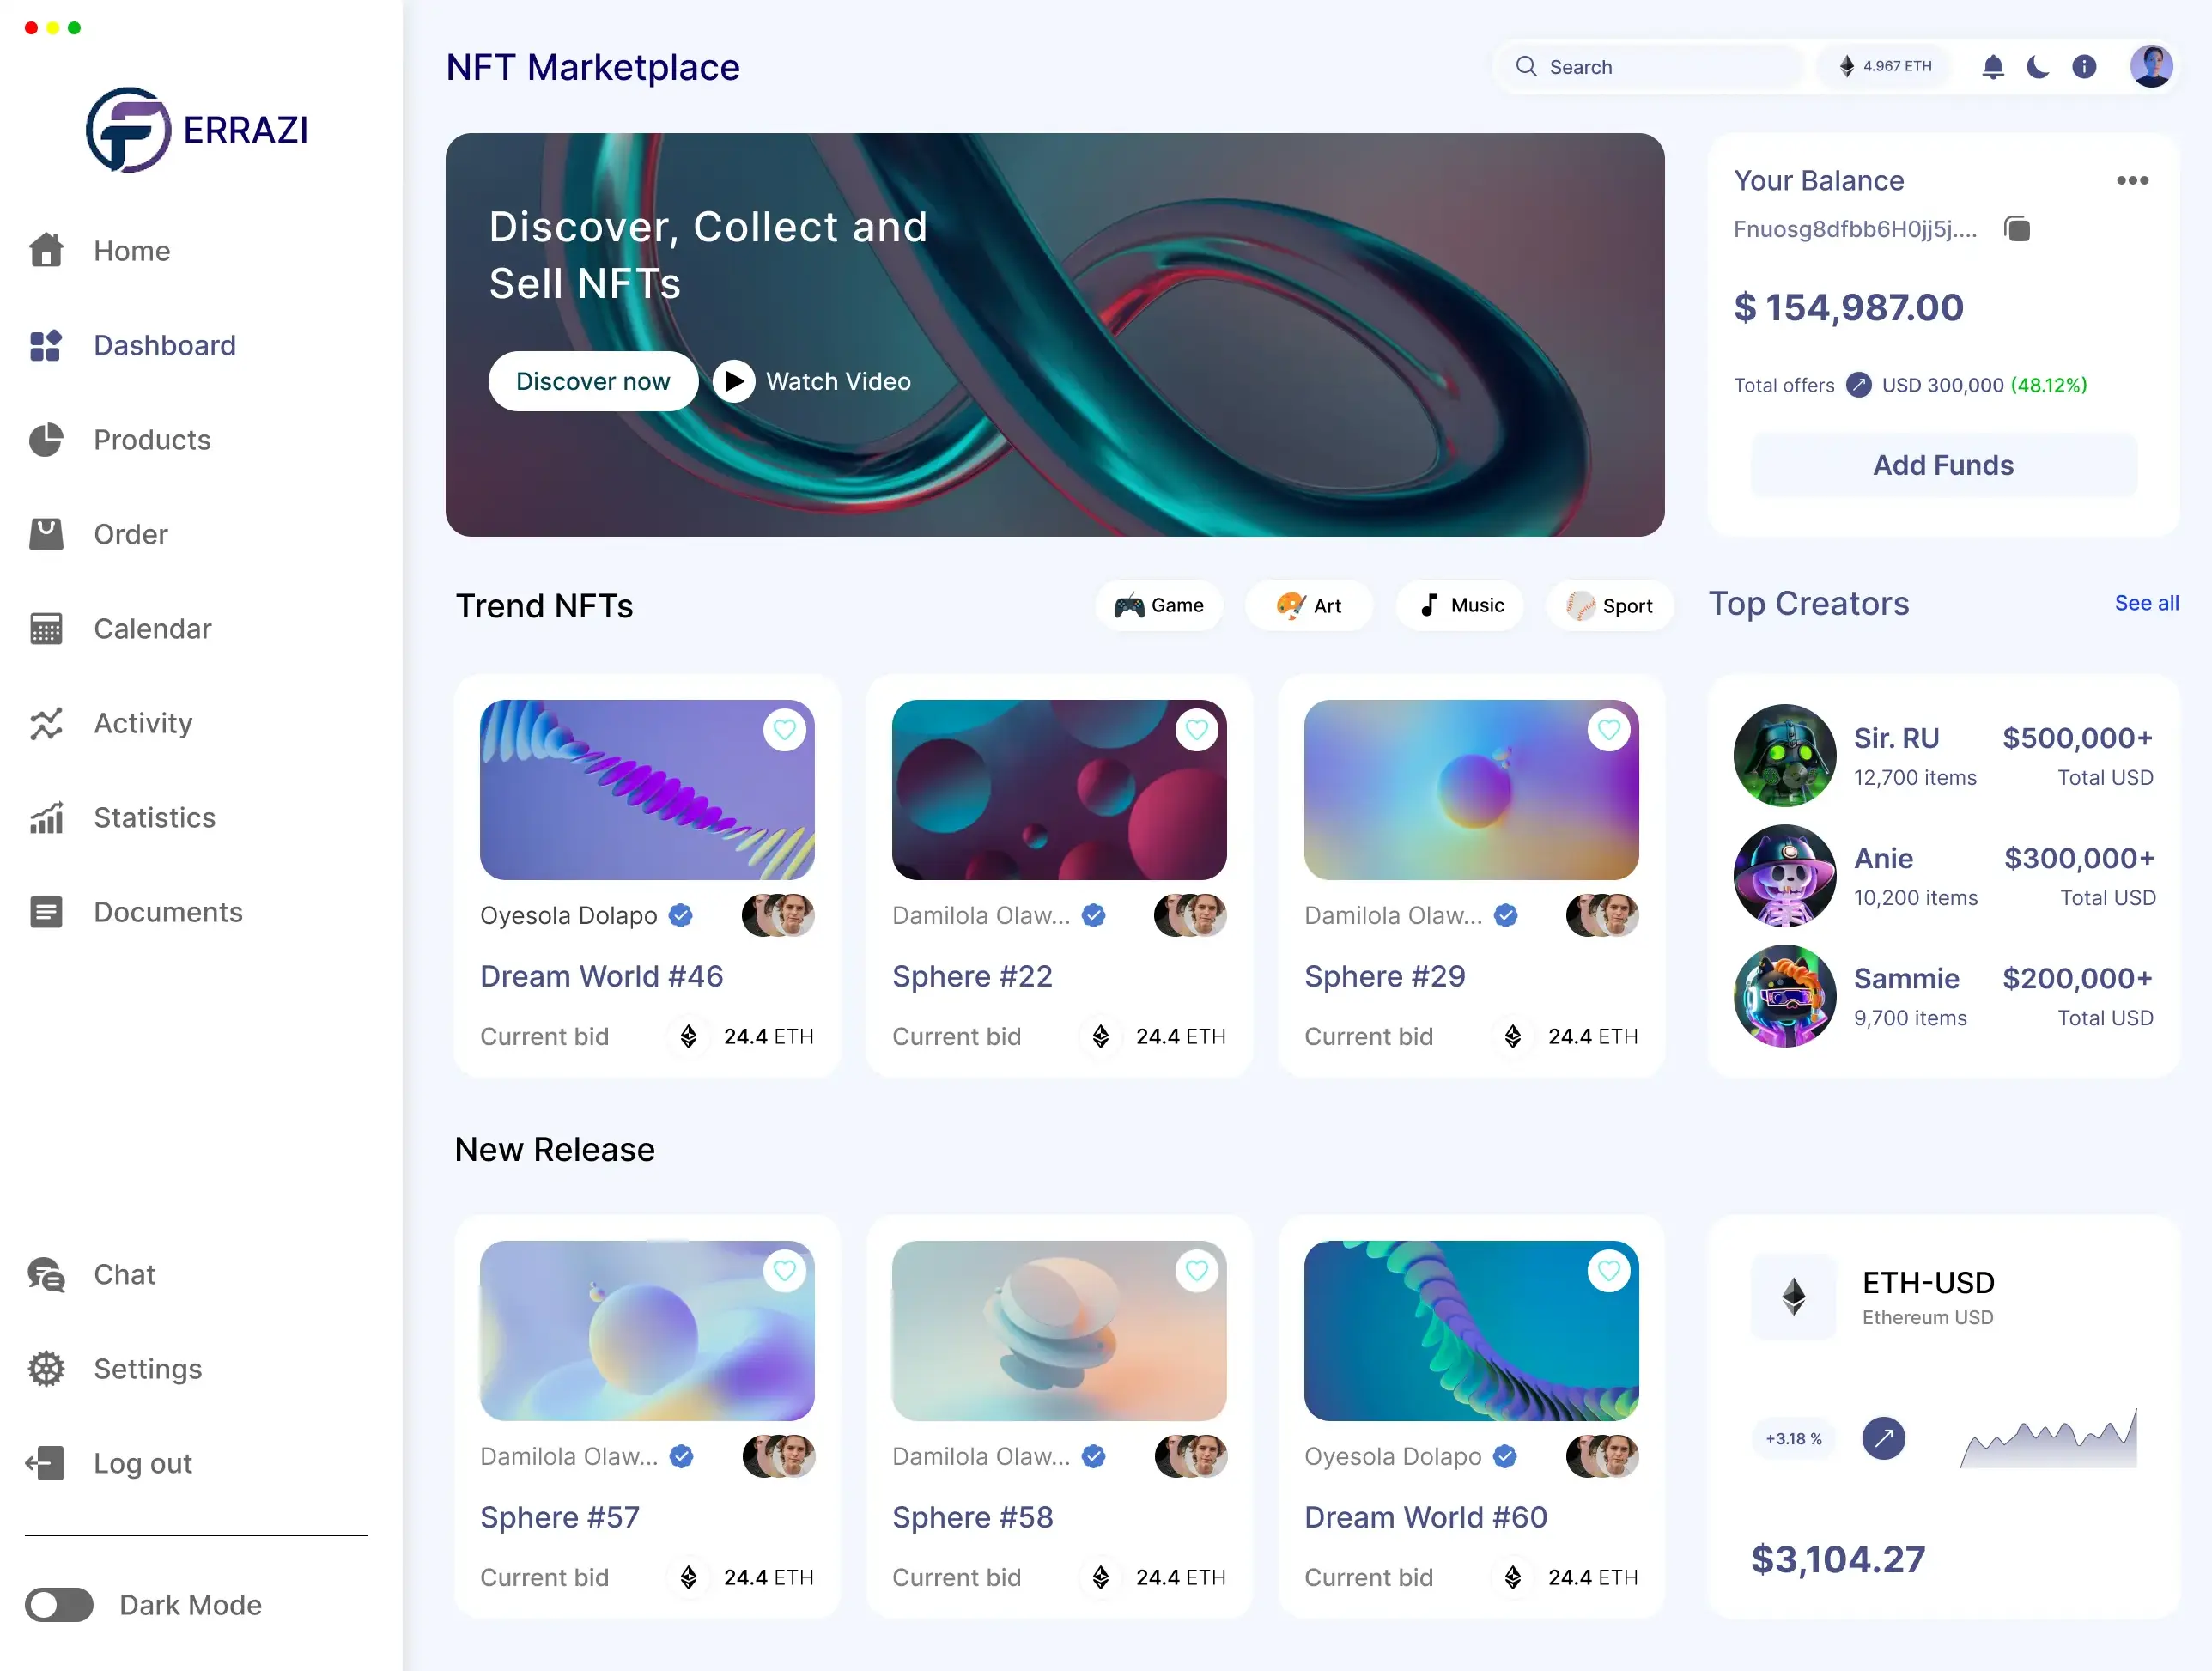 ERRAZI
Home
Dashboard
Products
Order
Calendar
Activity
Statistics
Documents
Chat
Settings
Log out
Dark Mode
NFT Marketplace
Search
4.967 ETH
Discover, Collect and
Sell NFTs
Discover now
Watch Video
Your Balance
Fnuosg8dfbb6H0jj5j....
$ 154,987.00
Total offers USD 300,000 (48.12%)
Add Funds
Trend NFTs
Game
Art
Music
Sport
Oyesola Dolapo
Dream World #46
Current bid 24.4 ETH
Damilola Olaw...
Sphere #22
Current bid 24.4 ETH
Damilola Olaw...
Sphere #29
Current bid 24.4 ETH
Top Creators
See all
Sir. RU $500,000+
12,700 items Total USD
Anie $300,000+
10,200 items Total USD
Sammie $200,000+
9,700 items Total USD
New Release
Damilola Olaw...
Sphere #57
Current bid 24.4 ETH
Damilola Olaw...
Sphere #58
Current bid 24.4 ETH
Oyesola Dolapo
Dream World #60
Current bid 24.4 ETH
ETH-USD
Ethereum USD
+3.18 %
$3,104.27